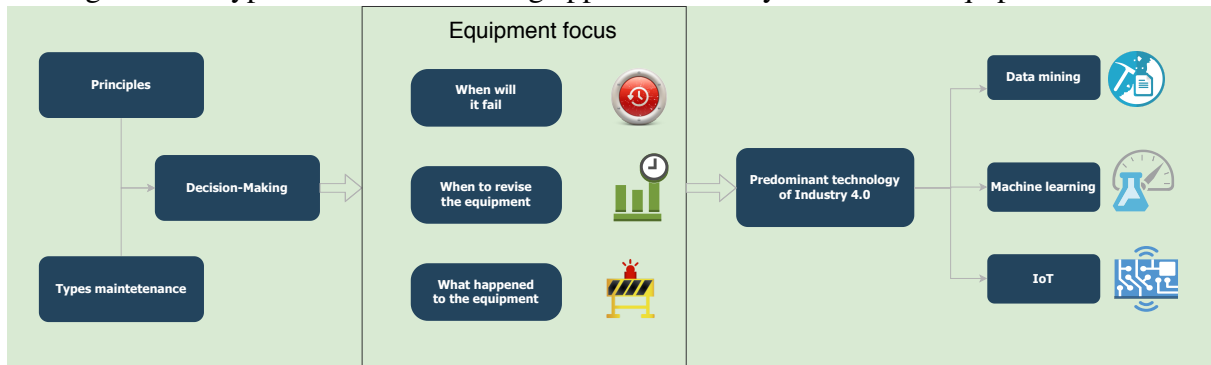 Equipment focus
Principles
Decision-Making
Types maintetenance
When will
it fail
When to revise
the equipment
What happened
to the equipment
Predominant technology
of Industry 4.0
Data mining
Machine learning
IoT